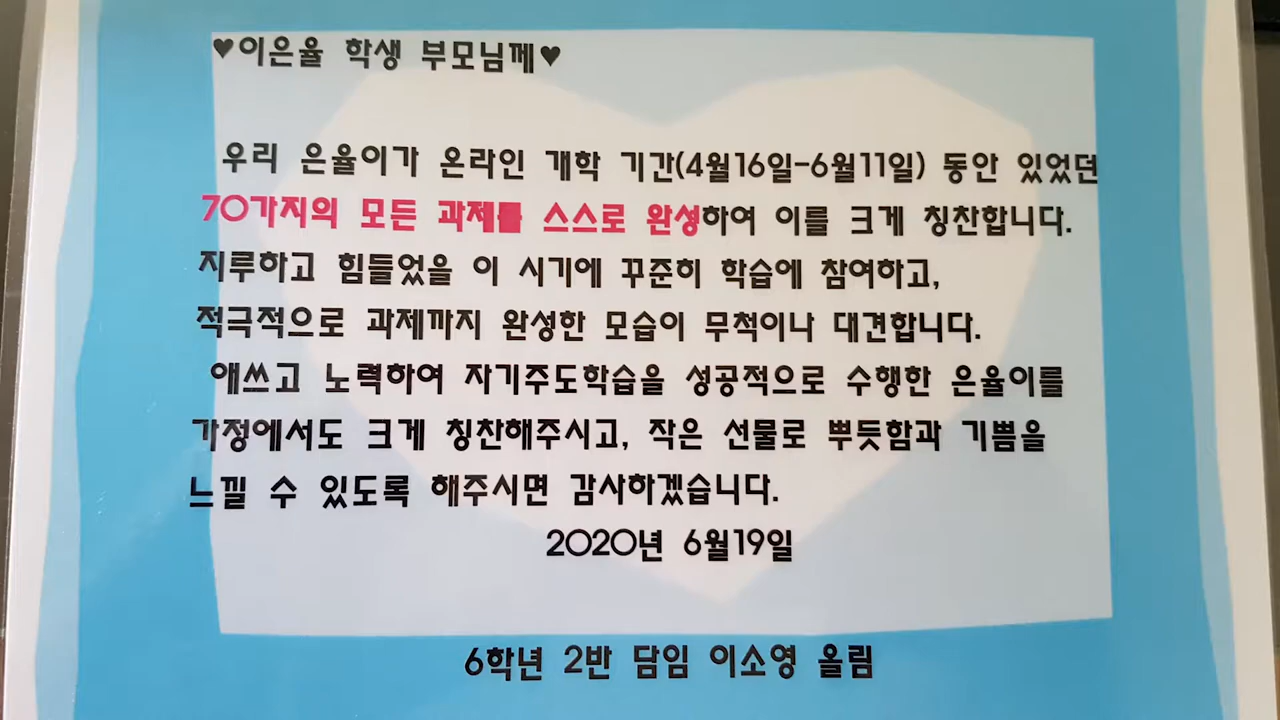 ♥이은율 학생 부모님께♥
우리 은율이가 온라인 개학 기간(4월16일-6월11일) 동안 있었던
70가지의 모든 과제를 스스로 완성하여 이를 크게 칭찬합니다.
지루하고 힘들었을 이 시기에 꾸준히 학습에 참여하고,
적극적으로 과제까지 완성한 모습이 무척이나 대견합니다.
애쓰고 노력하여 자기주도학습을 성공적으로 수행한 은율이를
가정에서도 크게 칭찬해주시고, 작은 선물로 뿌듯함과 기쁨을
느낄 수 있도록 해주시면 감사하겠습니다.
2020년 6월19일
6학년 2반 담임 이소영 올림